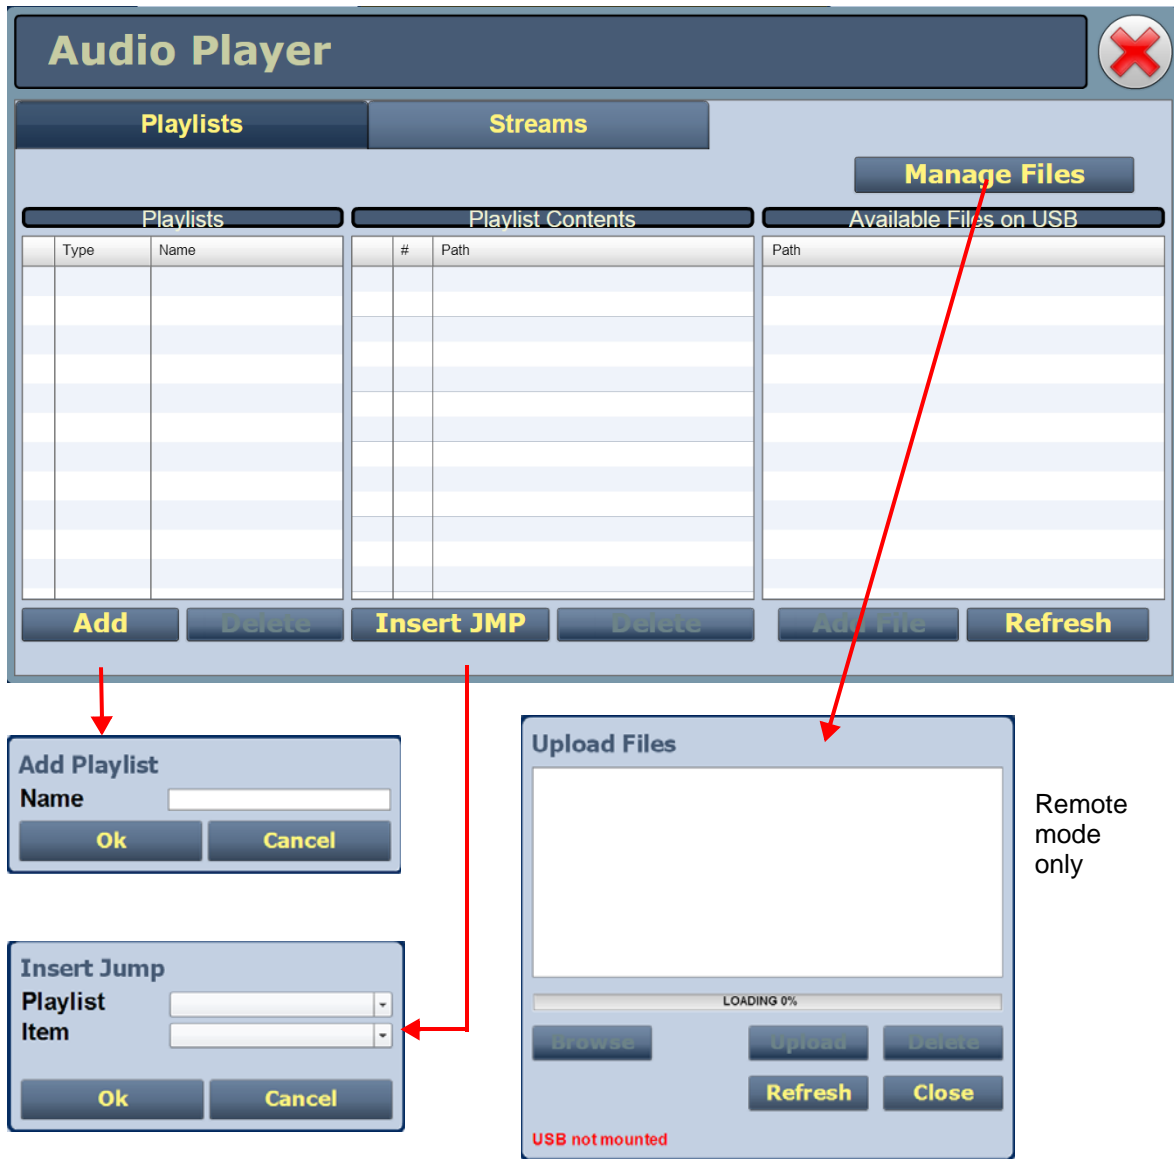 Audio Player
Playlists Streams
Manage Files
Playlists Playlist Contents Available Files on USB
Type Name # Path Path
Add Delete Insert JMP Delete Add File Refresh
Add Playlist
Name
Ok Cancel
Insert Jump
Playlist
Item
Ok Cancel
Upload Files
LOADING 0%
Browse Upload Delete
Refresh Close
USB not mounted
Remote
mode
only